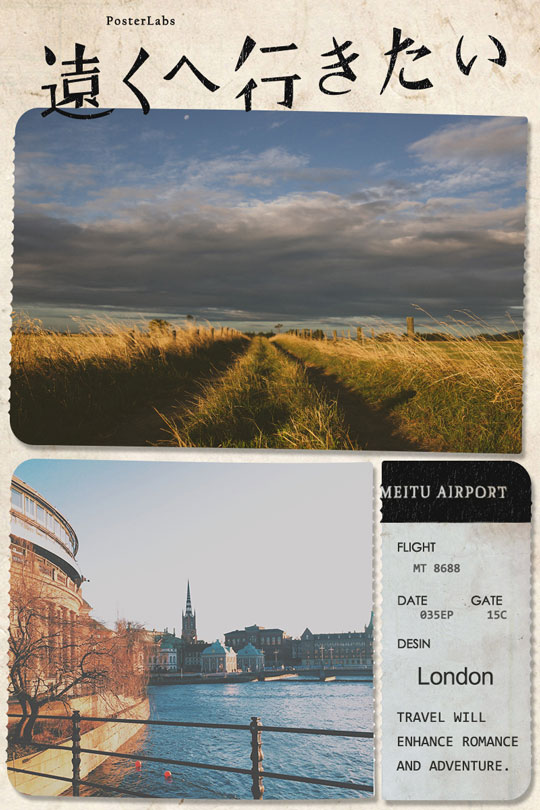 PosterLabs
遠くへ行きたい
MEITU AIRPORT
FLIGHT
MT 8688
DATE GATE
035EP 15C
DESIN
London
TRAVEL WILL
ENHANCE ROMANCE
AND ADVENTURE.